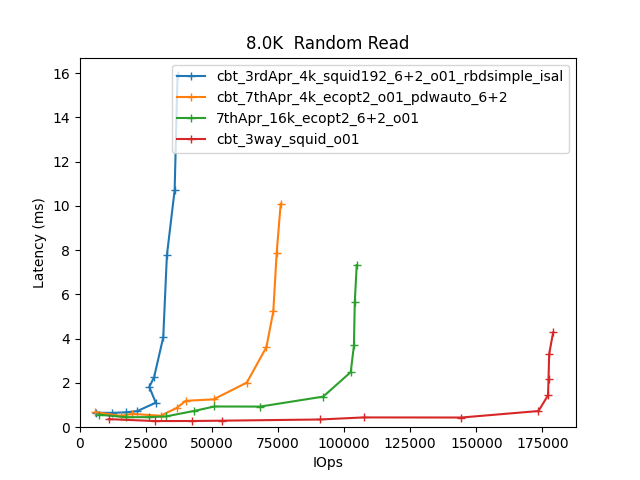 8.0K  Random Read
cbt_3rdApr_4k_squid192_6+2_o01_rbdsimple_isal
cbt_7thApr_4k_ecopt2_o01_pdwauto_6+2
7thApr_16k_ecopt2_6+2_o01
cbt_3way_squid_o01
Latency (ms)
16
14
12
10
8
6
4
2
0
0 25000 50000 75000 100000 125000 150000 175000
IOps